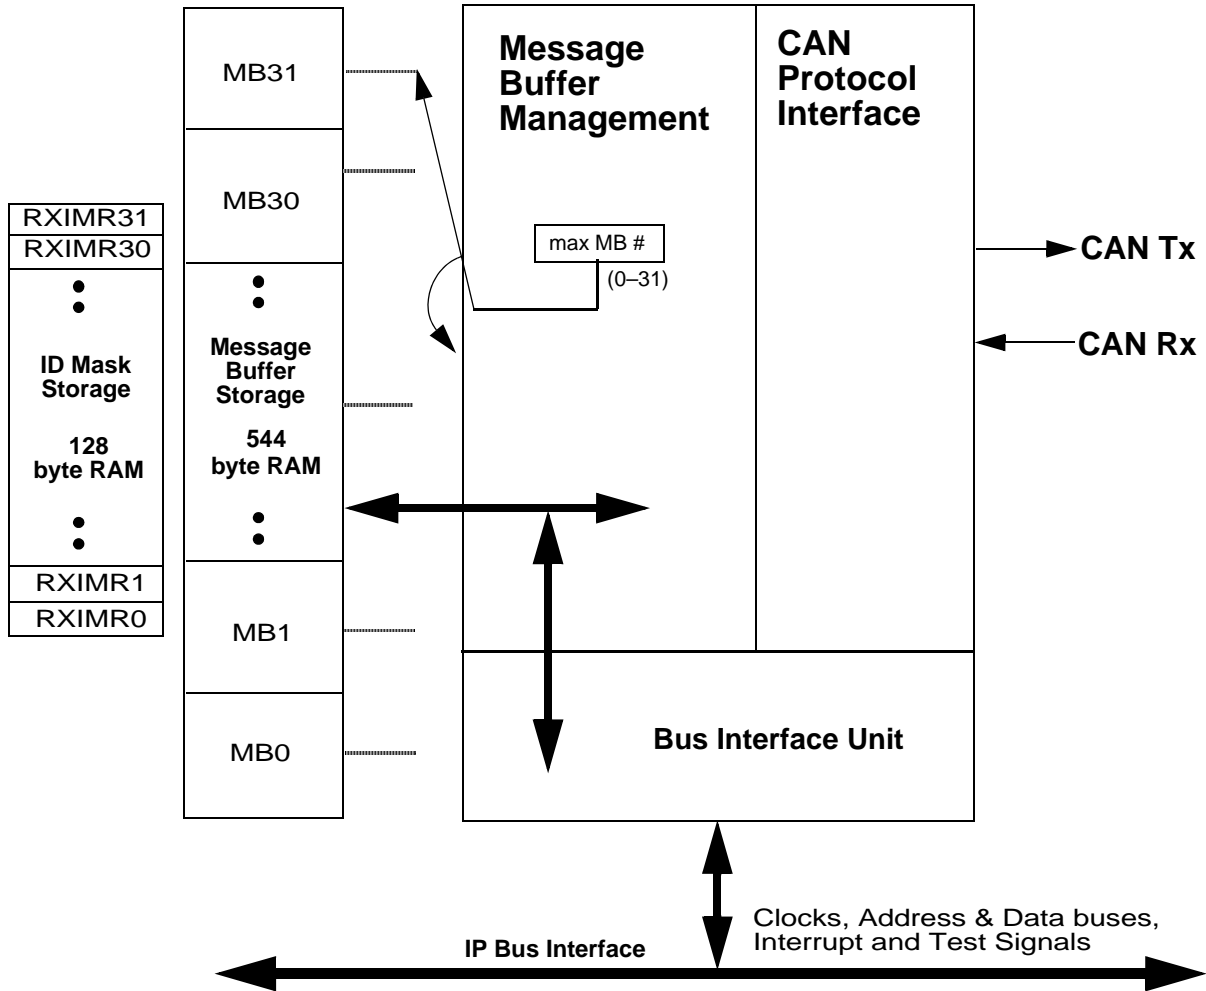 MB31
MB30
Message
Buffer
Storage
544
byte RAM
MB1
MB0
RXIMR31
RXIMR30
ID Mask
Storage
128
byte RAM
RXIMR1
RXIMR0
Message
Buffer
Management
CAN
Protocol
Interface
max MB #
(0–31)
CAN Tx
CAN Rx
Bus Interface Unit
Clocks, Address & Data buses,
Interrupt and Test Signals
IP Bus Interface